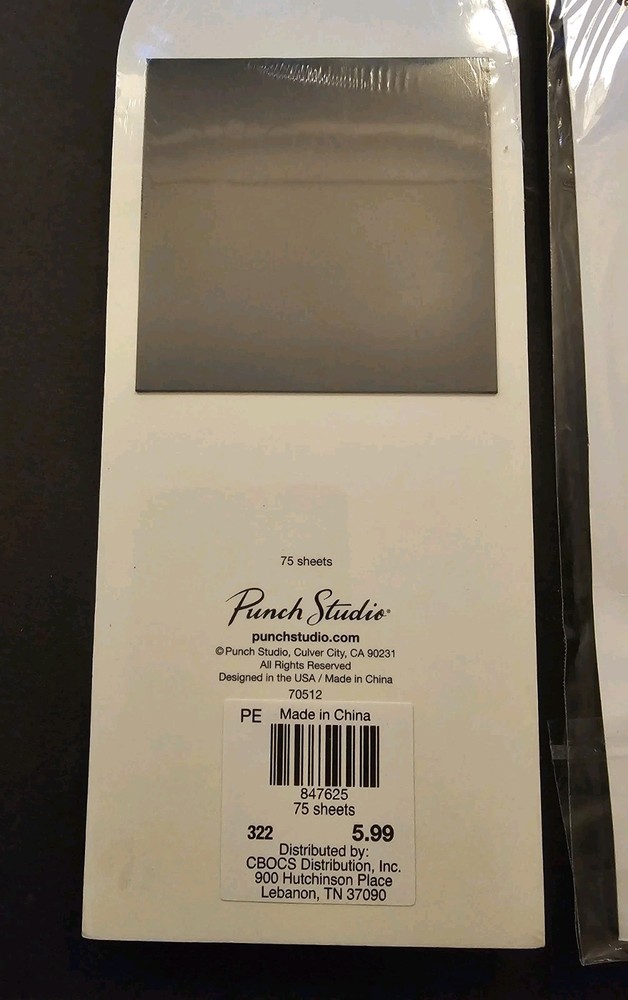 75 sheets
Punch Studio®
punchstudio.com
© Punch Studio, Culver City, CA 90231
All Rights Reserved
Designed in the USA / Made in China
70512
PE Made in China
847625
75 sheets
322 5.99
Distributed by:
CBOCS Distribution, Inc.
900 Hutchinson Place
Lebanon, TN 37090